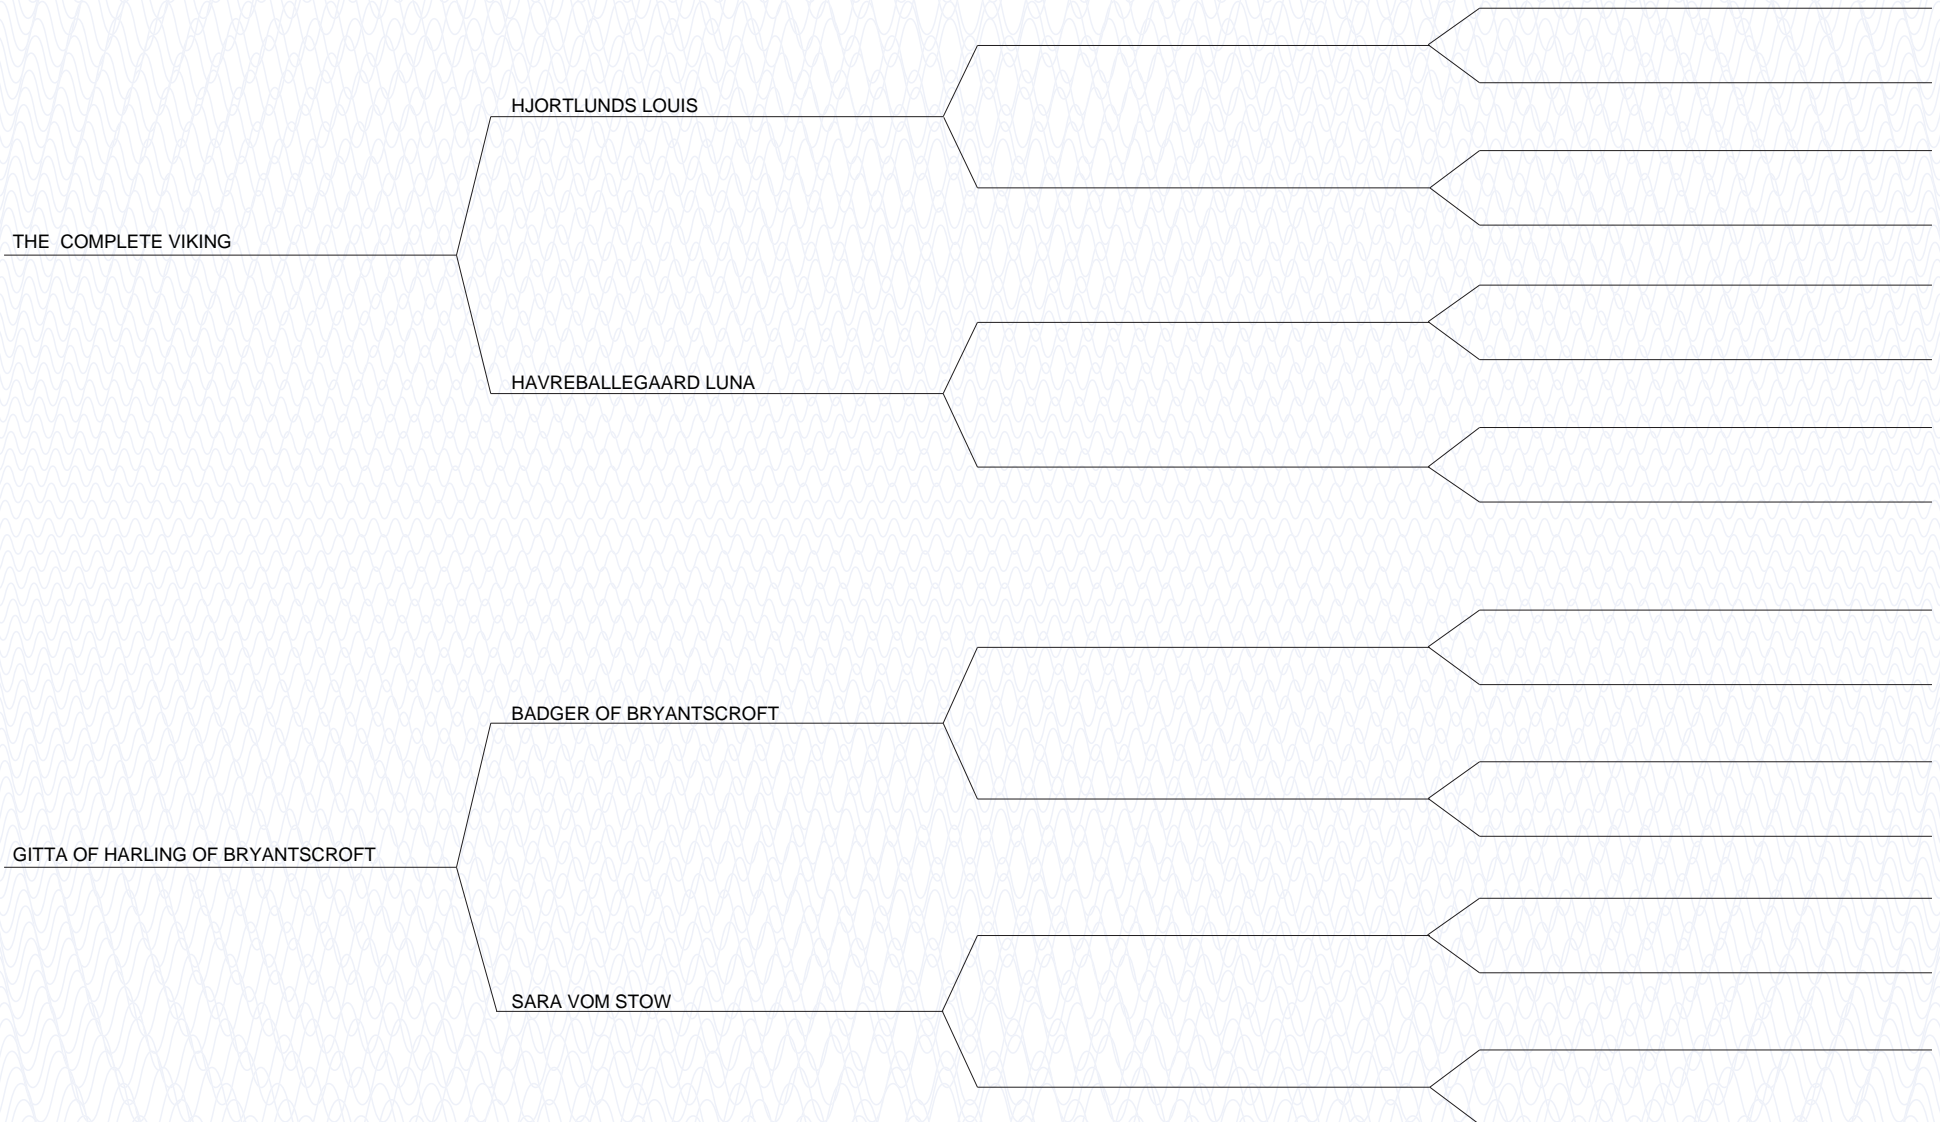 HJORTLUNDS LOUIS
THE  COMPLETE VIKING
HAVREBALLEGAARD LUNA
BADGER OF BRYANTSCROFT
GITTA OF HARLING OF BRYANTSCROFT
SARA VOM STOW